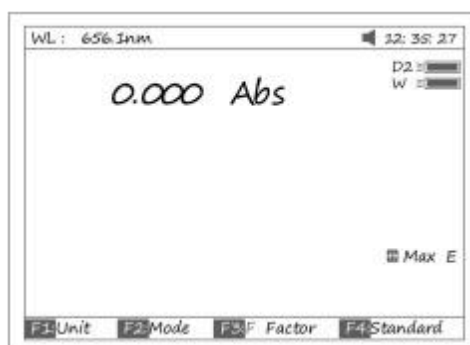 WL: 656.1nm 12:35:27
D2:
W :
0.000 Abs
Max E
F1:Unit F2:Mode F3:F Factor F4:Standard